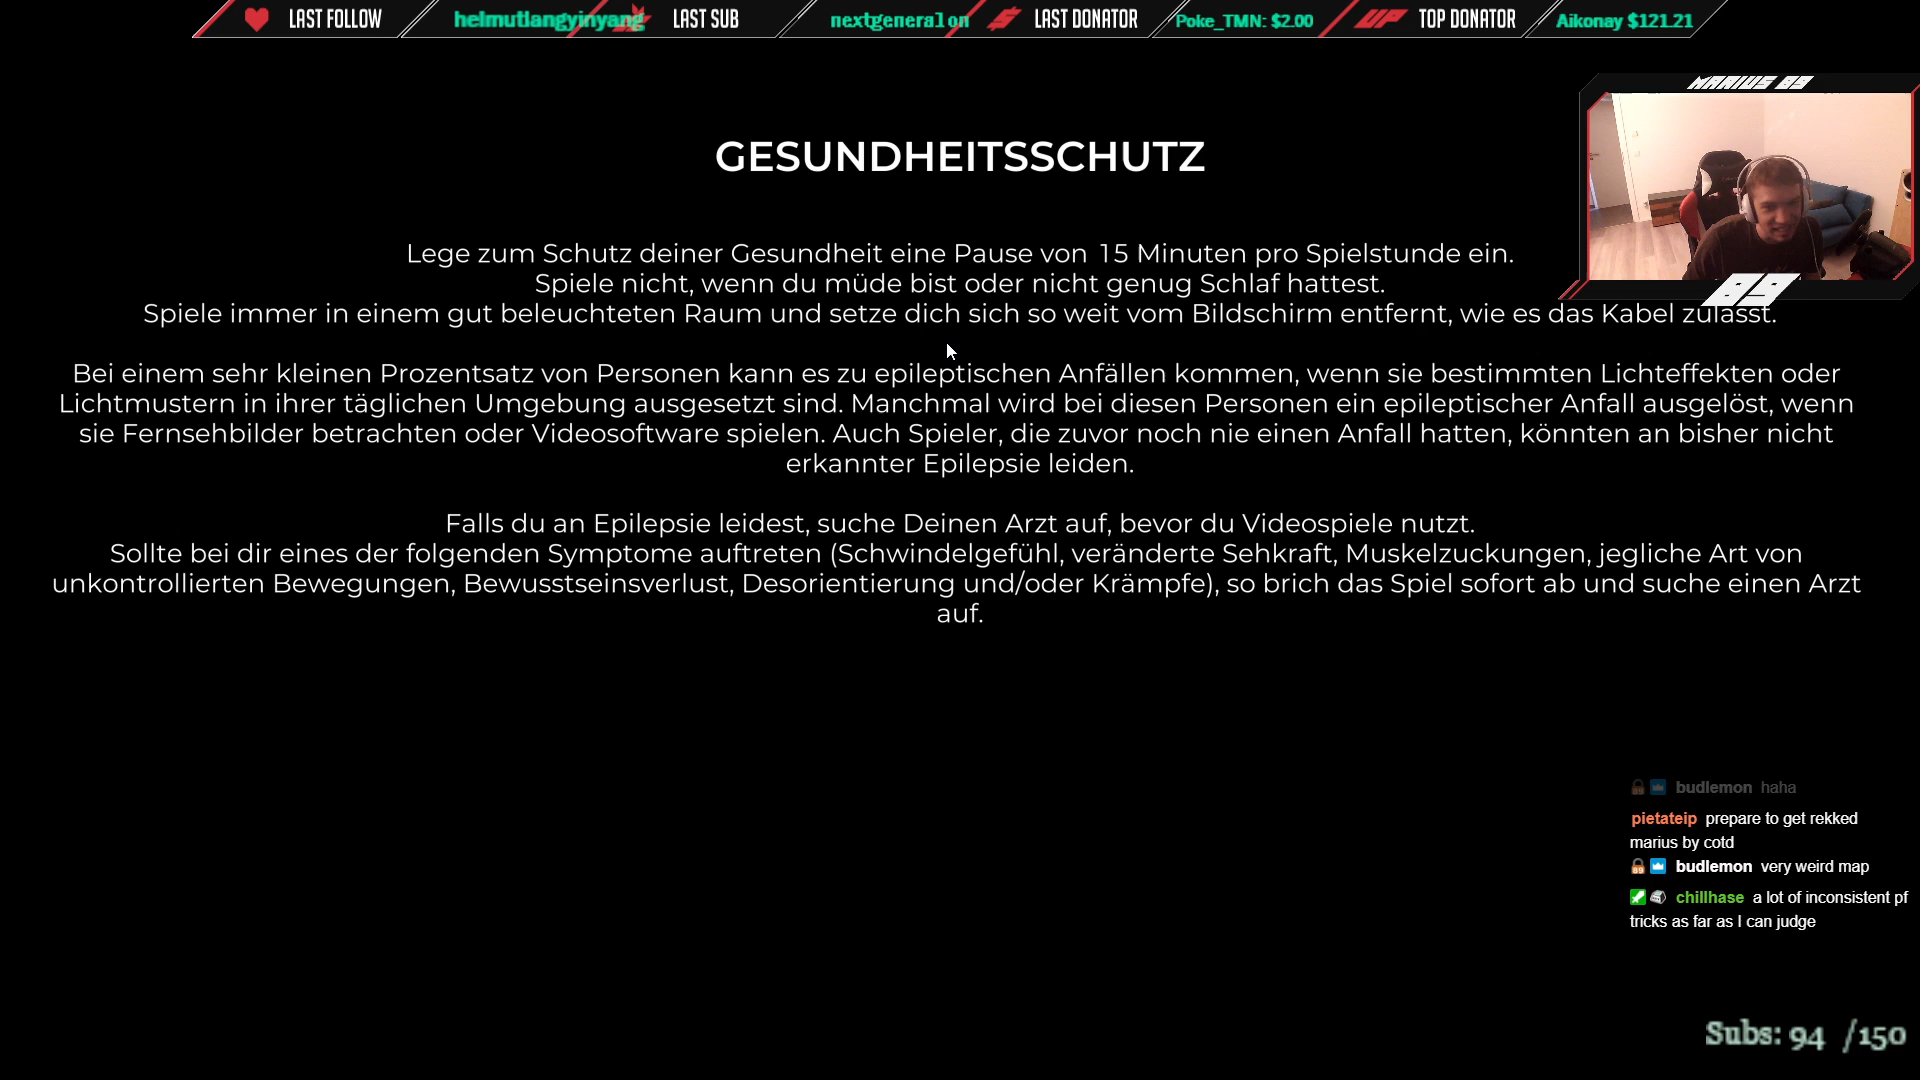 LAST FOLLOW helmutlangyinyang LAST SUB nextgeneralon LAST DONATOR Poke_TMN: $2.00 TOP DONATOR Aikonay $121.21
MARIUS 89
89
GESUNDHEITSSCHUTZ
Lege zum Schutz deiner Gesundheit eine Pause von 15 Minuten pro Spielstunde ein.
Spiele nicht, wenn du müde bist oder nicht genug Schlaf hattest.
Spiele immer in einem gut beleuchteten Raum und setze dich sich so weit vom Bildschirm entfernt, wie es das Kabel zulässt.
Bei einem sehr kleinen Prozentsatz von Personen kann es zu epileptischen Anfällen kommen, wenn sie bestimmten Lichteffekten oder
Lichtmustern in ihrer täglichen Umgebung ausgesetzt sind. Manchmal wird bei diesen Personen ein epileptischer Anfall ausgelöst, wenn
sie Fernsehbilder betrachten oder Videosoftware spielen. Auch Spieler, die zuvor noch nie einen Anfall hatten, könnten an bisher nicht
erkannter Epilepsie leiden.
Falls du an Epilepsie leidest, suche Deinen Arzt auf, bevor du Videospiele nutzt.
Sollte bei dir eines der folgenden Symptome auftreten (Schwindelgefühl, veränderte Sehkraft, Muskelzuckungen, jegliche Art von
unkontrollierten Bewegungen, Bewusstseinsverlust, Desorientierung und/oder Krämpfe), so brich das Spiel sofort ab und suche einen Arzt
auf.
budlemon haha
pietateip prepare to get rekked
marius by cotd
budlemon very weird map
chillhase a lot of inconsistent pf
tricks as far as I can judge
Subs: 94 /150